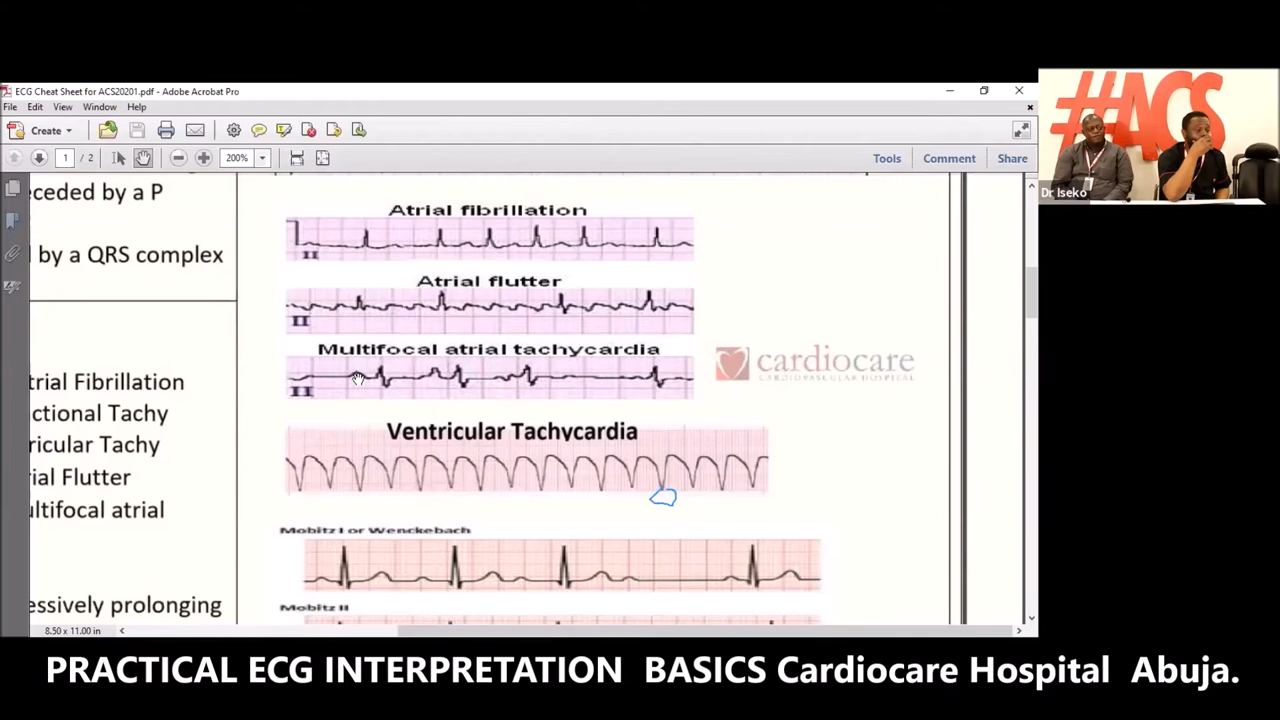 ECG Cheat Sheet for ACS20201.pdf - Adobe Acrobat Pro
File Edit View Window Help
Create
1 / 2 200% Tools Comment Share
eceded by a P
d by a QRS complex
trial Fibrillation
ctional Tachy
ricular Tachy
rial Flutter
ultifocal atrial
essively prolonging
Atrial fibrillation
II
Atrial flutter
II
Multifocal atrial tachycardia
II
cardiocare
CARDIOVASCULAR HOSPITAL
Ventricular Tachycardia
Mobitz I or Wenckebach
Mobitz II
8.50 x 11.00 in
#ACS
Dr Iseko
PRACTICAL ECG INTERPRETATION BASICS Cardiocare Hospital Abuja.